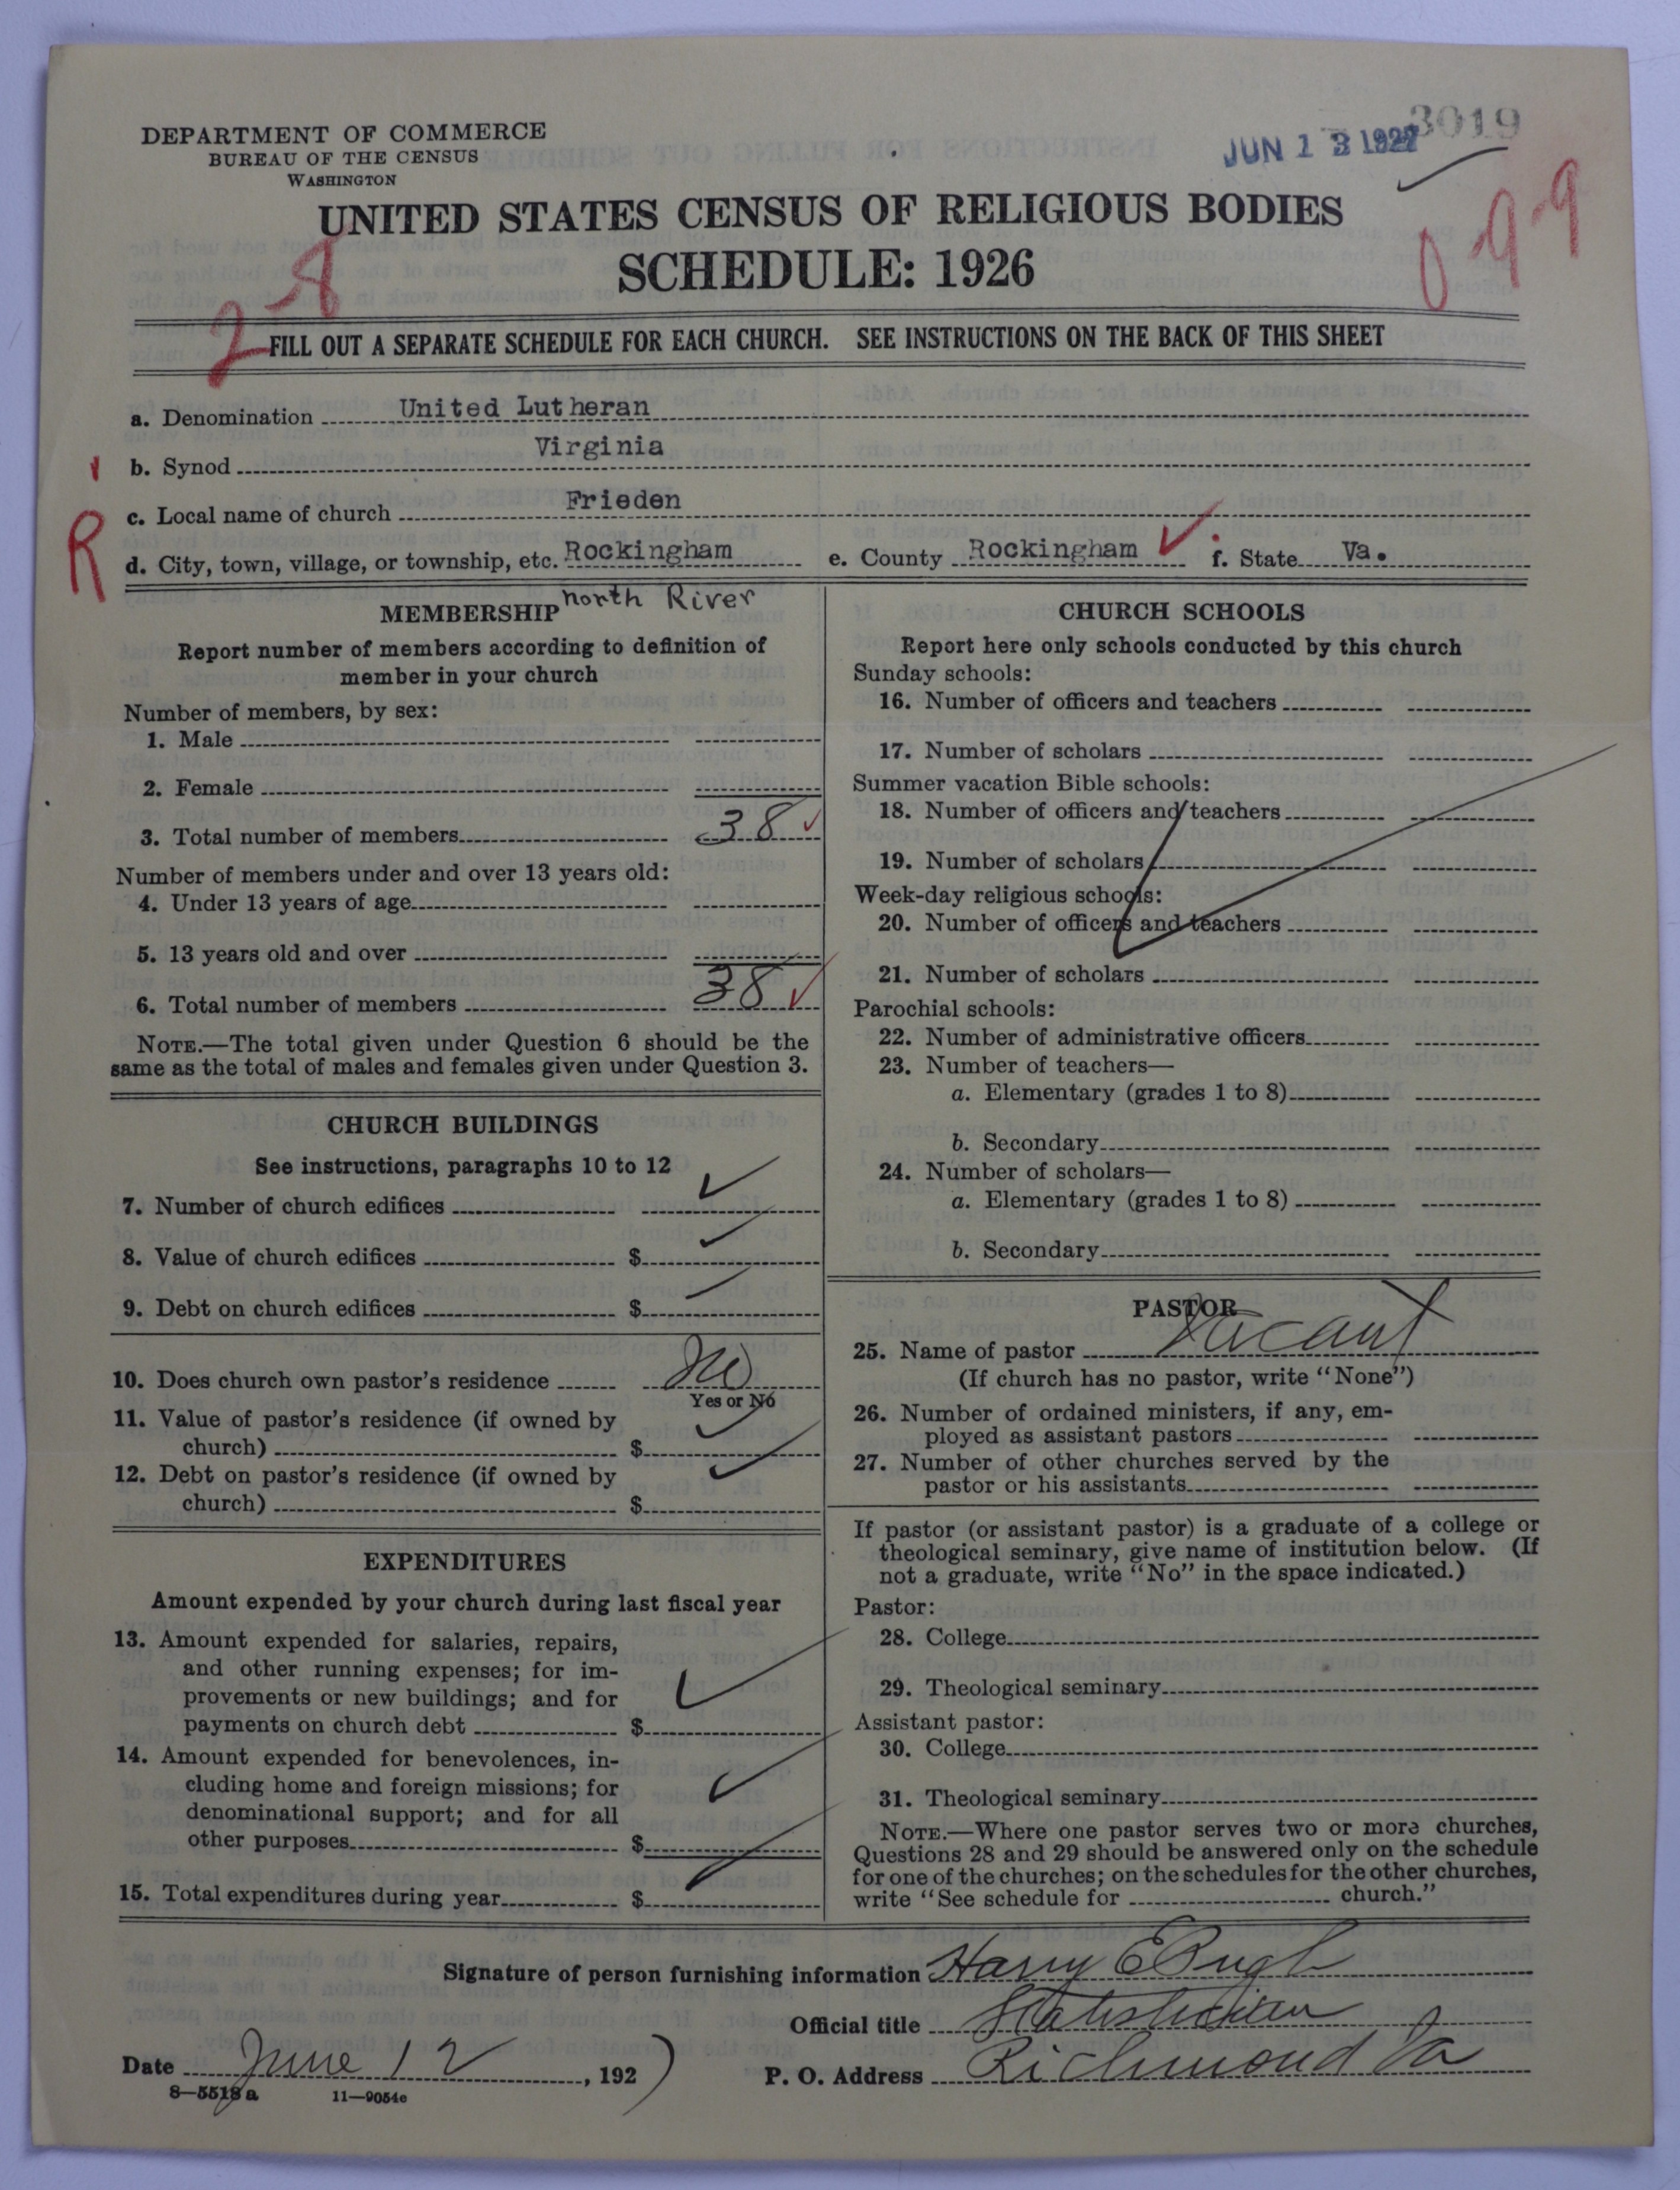 3019
JUN 13 1927
DEPARTMENT OF COMMERCE
BUREAU OF THE CENSUS
WASHINGTON
UNITED STATES CENSUS OF RELIGIOUS BODIES
SCHEDULE: 1926
2-8
0-9-9
FILL OUT A SEPARATE SCHEDULE FOR EACH CHURCH. SEE INSTRUCTIONS ON THE BACK OF THIS SHEET
a. Denomination United Lutheran
b. Synod Virginia
c. Local name of church Frieden
R
d. City, town, village, or township, etc. Rockingham e. County Rockingham f. State Va.
north River
MEMBERSHIP
Report number of members according to definition of
member in your church
Number of members, by sex:
1. Male
2. Female
3. Total number of members 38
Number of members under and over 13 years old:
4. Under 13 years of age
5. 13 years old and over
6. Total number of members 38
NOTE.—The total given under Question 6 should be the
same as the total of males and females given under Question 3.
CHURCH BUILDINGS
See instructions, paragraphs 10 to 12
7. Number of church edifices
8. Value of church edifices $
9. Debt on church edifices $
10. Does church own pastor's residence No
Yes or No
11. Value of pastor's residence (if owned by
church) $
12. Debt on pastor's residence (if owned by
church) $
EXPENDITURES
Amount expended by your church during last fiscal year
13. Amount expended for salaries, repairs,
and other running expenses; for im-
provements or new buildings; and for
payments on church debt $
14. Amount expended for benevolences, in-
cluding home and foreign missions; for
denominational support; and for all
other purposes $
15. Total expenditures during year $
CHURCH SCHOOLS
Report here only schools conducted by this church
Sunday schools:
16. Number of officers and teachers
17. Number of scholars
Summer vacation Bible schools:
18. Number of officers and teachers
19. Number of scholars
Week-day religious schools:
20. Number of officers and teachers
21. Number of scholars
Parochial schools:
22. Number of administrative officers
23. Number of teachers—
a. Elementary (grades 1 to 8)
b. Secondary
24. Number of scholars—
a. Elementary (grades 1 to 8)
b. Secondary
PASTOR
25. Name of pastor Vacant
(If church has no pastor, write "None")
26. Number of ordained ministers, if any, em-
ployed as assistant pastors
27. Number of other churches served by the
pastor or his assistants
If pastor (or assistant pastor) is a graduate of a college or
theological seminary, give name of institution below. (If
not a graduate, write "No" in the space indicated.)
Pastor:
28. College
29. Theological seminary
Assistant pastor:
30. College
31. Theological seminary
NOTE.—Where one pastor serves two or more churches,
Questions 28 and 29 should be answered only on the schedule
for one of the churches; on the schedules for the other churches,
write "See schedule for church."
Signature of person furnishing information Harry E Pugh
Official title Statistician
Date June 12, 1927 P. O. Address Richmond Va
8—5518 a 11—9054e